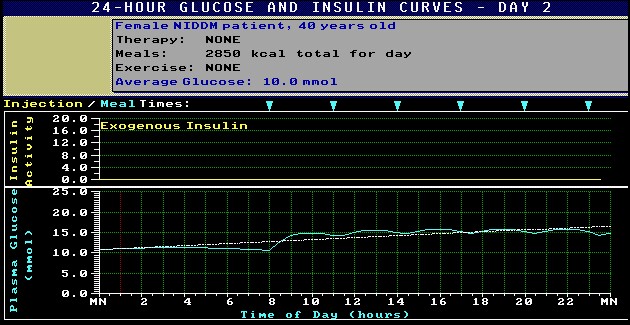 24-HOUR GLUCOSE AND INSULIN CURVES - DAY 2
Female NIDDM patient, 40 years old
Therapy: NONE
Meals: 2850 kcal total for day
Exercise: NONE
Average Glucose: 10.0 mmol
Injection / Meal Times:
Insulin Activity
20.0
16.0
12.0
8.0
4.0
0.0
Exogenous Insulin
Plasma Glucose (mmol)
25.0
20.0
15.0
10.0
5.0
0.0
MN 2 4 6 8 10 12 14 16 18 20 22 MN
Time of Day (hours)